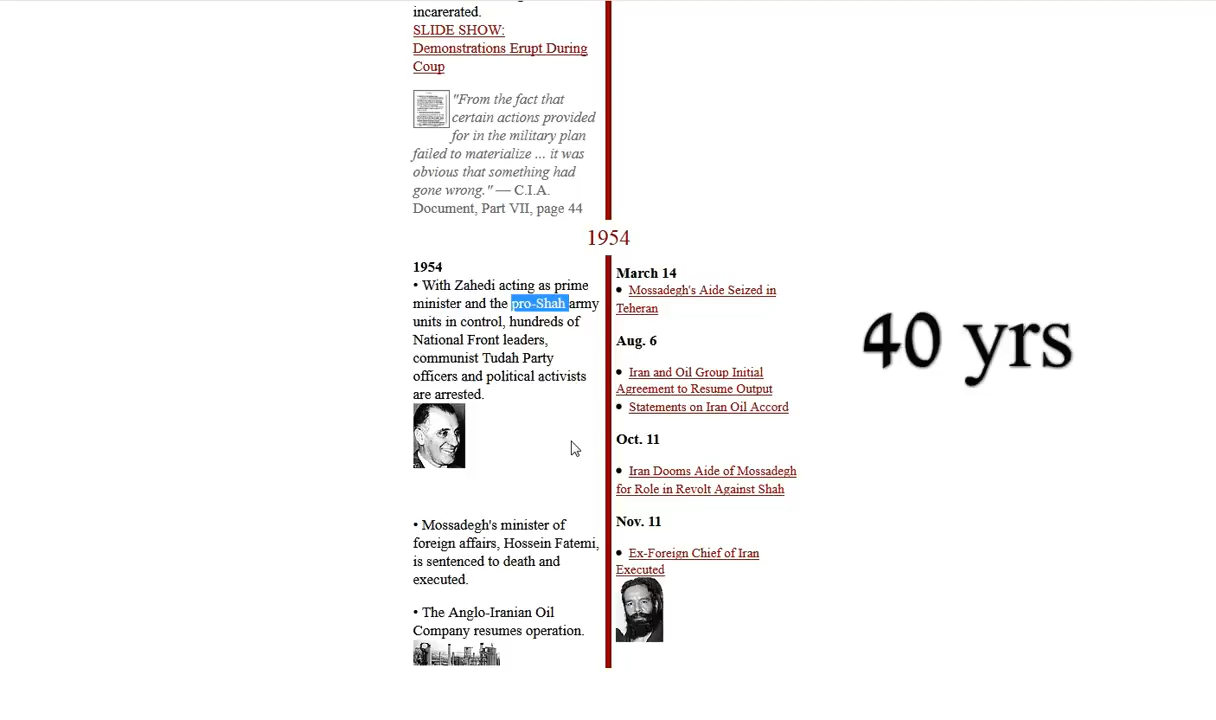 incarerated.
SLIDE SHOW:
Demonstrations Erupt During
Coup
"From the fact that
certain actions provided
for in the military plan
failed to materialize ... it was
obvious that something had
gone wrong." — C.I.A.
Document, Part VII, page 44
1954
1954
• With Zahedi acting as prime
minister and the pro-Shah army
units in control, hundreds of
National Front leaders,
communist Tudah Party
officers and political activists
are arrested.
• Mossadegh's minister of
foreign affairs, Hossein Fatemi,
is sentenced to death and
executed.
• The Anglo-Iranian Oil
Company resumes operation.
March 14
• Mossadegh's Aide Seized in
Teheran
Aug. 6
• Iran and Oil Group Initial
Agreement to Resume Output
• Statements on Iran Oil Accord
Oct. 11
• Iran Dooms Aide of Mossadegh
for Role in Revolt Against Shah
Nov. 11
• Ex-Foreign Chief of Iran
Executed
40 yrs